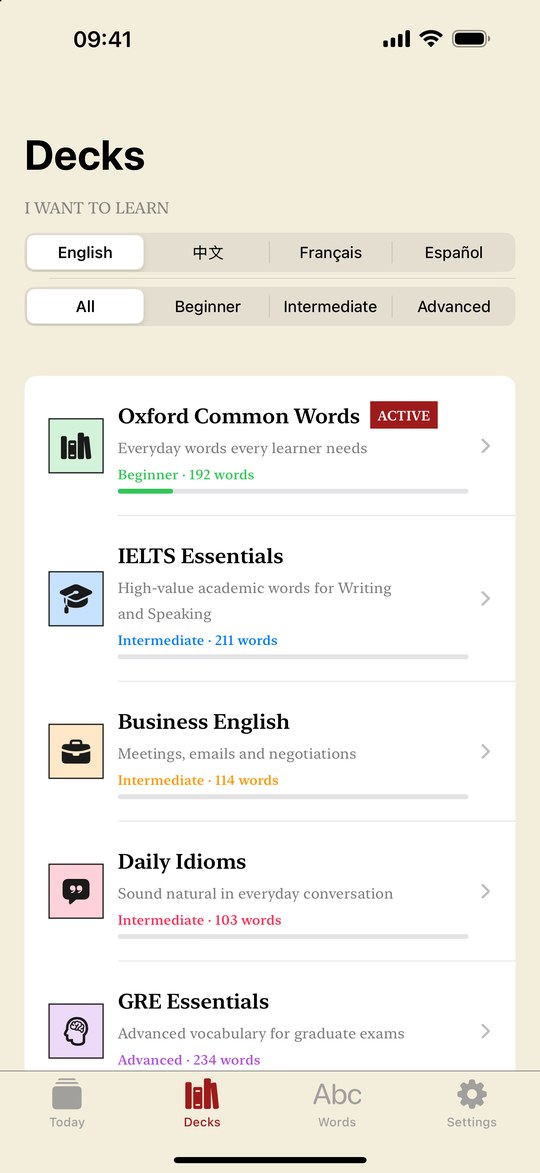 09:41
Decks
I WANT TO LEARN
English
中文
Français
Español
All
Beginner
Intermediate
Advanced
Oxford Common Words ACTIVE
Everyday words every learner needs
Beginner · 192 words
IELTS Essentials
High-value academic words for Writing
and Speaking
Intermediate · 211 words
Business English
Meetings, emails and negotiations
Intermediate · 114 words
Daily Idioms
Sound natural in everyday conversation
Intermediate · 103 words
GRE Essentials
Advanced vocabulary for graduate exams
Advanced · 234 words
Abc
Today
Decks
Words
Settings